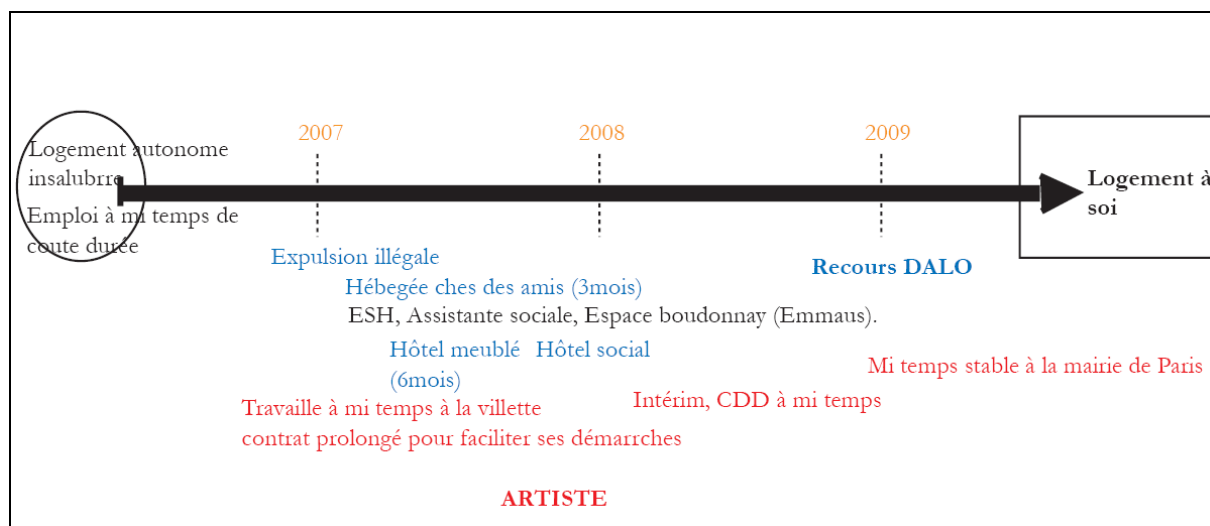 2007
2008
2009
Logement autonome
insalubrre
Emploi à mi temps de
coute durée
Logement à
soi
Expulsion illégale
Recours DALO
Hébegée ches des amis (3mois)
ESH, Assistante sociale, Espace boudonnay (Emmaus).
Hôtel meublé
(6mois)
Hôtel social
Mi temps stable à la mairie de Paris
Intérim, CDD à mi temps
Travaille à mi temps à la villette
contrat prolongé pour faciliter ses démarrches
ARTISTE